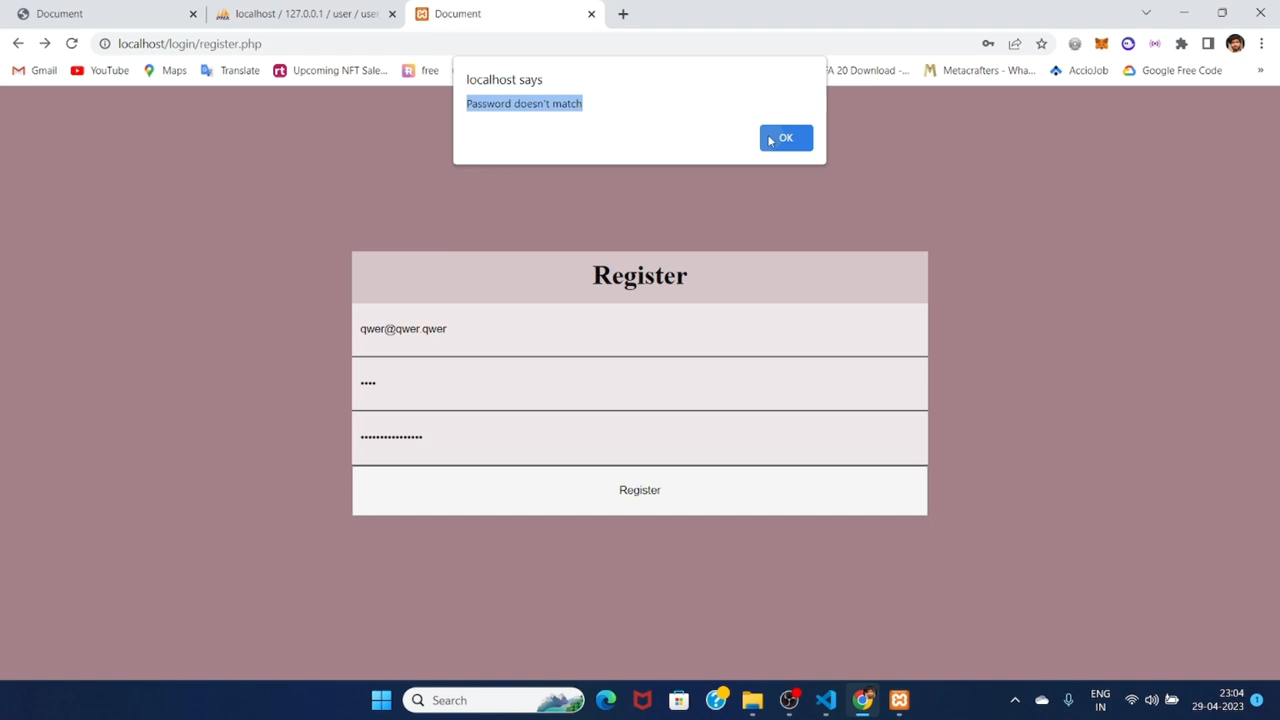 Document
localhost / 127.0.0.1 / user / user
Document
localhost/login/register.php
Gmail
YouTube
Maps
Translate
Upcoming NFT Sale...
free
FA 20 Download -...
Metacrafters - Wha...
AccioJob
Google Free Code
»
localhost says
Password doesn't match
OK
Register
qwer@qwer.qwer
••••
••••••••••••••••
Register
Search
ENG
IN
23:04
29-04-2023